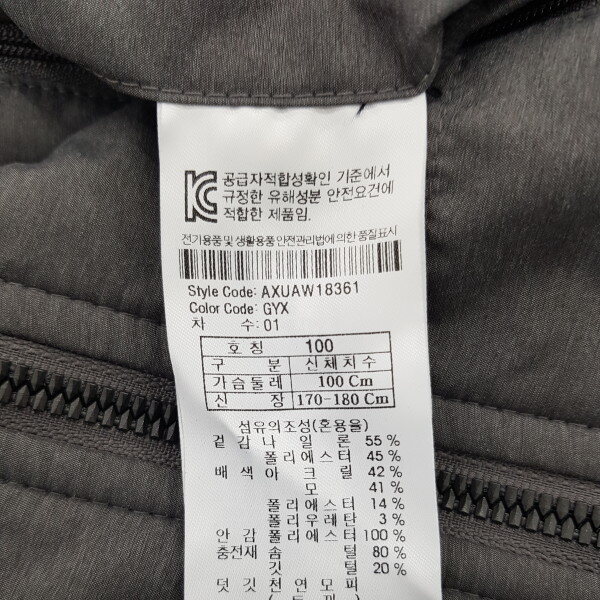 공급자적합성확인 기준에서
규정한 유해성분 안전요건에
적합한 제품임.
전기용품 및 생활용품 안전관리법에 의한 품질표시
Style Code: AXUAW18361
Color Code: GYX
차 수: 01
호 칭 100
구 분 신체치수
가슴둘레 100 Cm
신 장 170-180 Cm
섬유의조성(혼용율)
겉감 나 일 론 55 %
폴리에스터 45 %
배색 아 크 릴 42 %
모 41 %
폴리에스터 14 %
폴리우레탄 3 %
안 감 폴리에스터 100 %
충전재 솜 털 80 %
깃 털 20 %
덧 깃 천 연 모 피